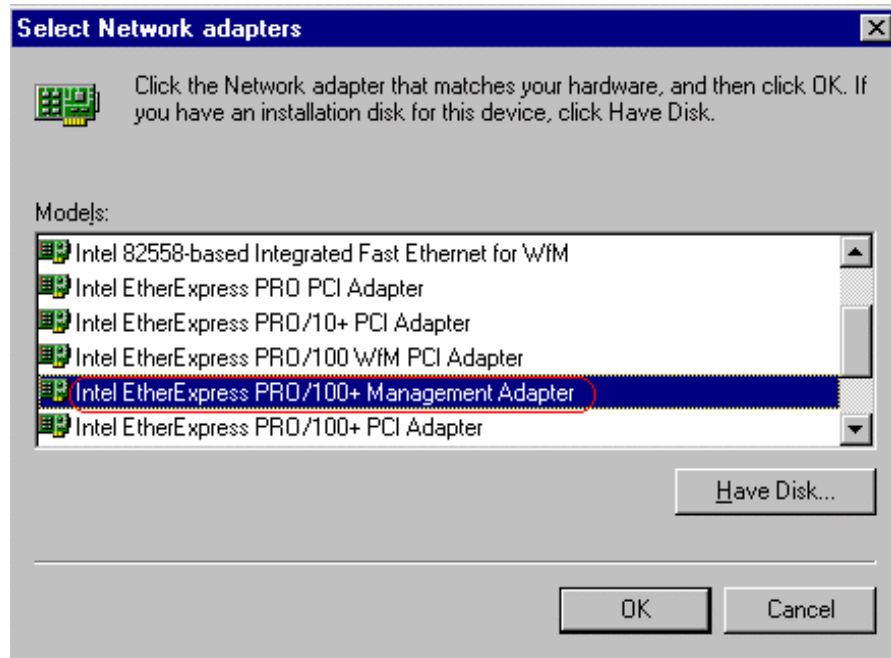 Select Network adapters
Click the Network adapter that matches your hardware, and then click OK. If
you have an installation disk for this device, click Have Disk.
Models:
Intel 82558-based Integrated Fast Ethernet for WfM
Intel EtherExpress PRO PCI Adapter
Intel EtherExpress PRO/10+ PCI Adapter
Intel EtherExpress PRO/100 WfM PCI Adapter
Intel EtherExpress PRO/100+ Management Adapter
Intel EtherExpress PRO/100+ PCI Adapter
Have Disk...
OK
Cancel